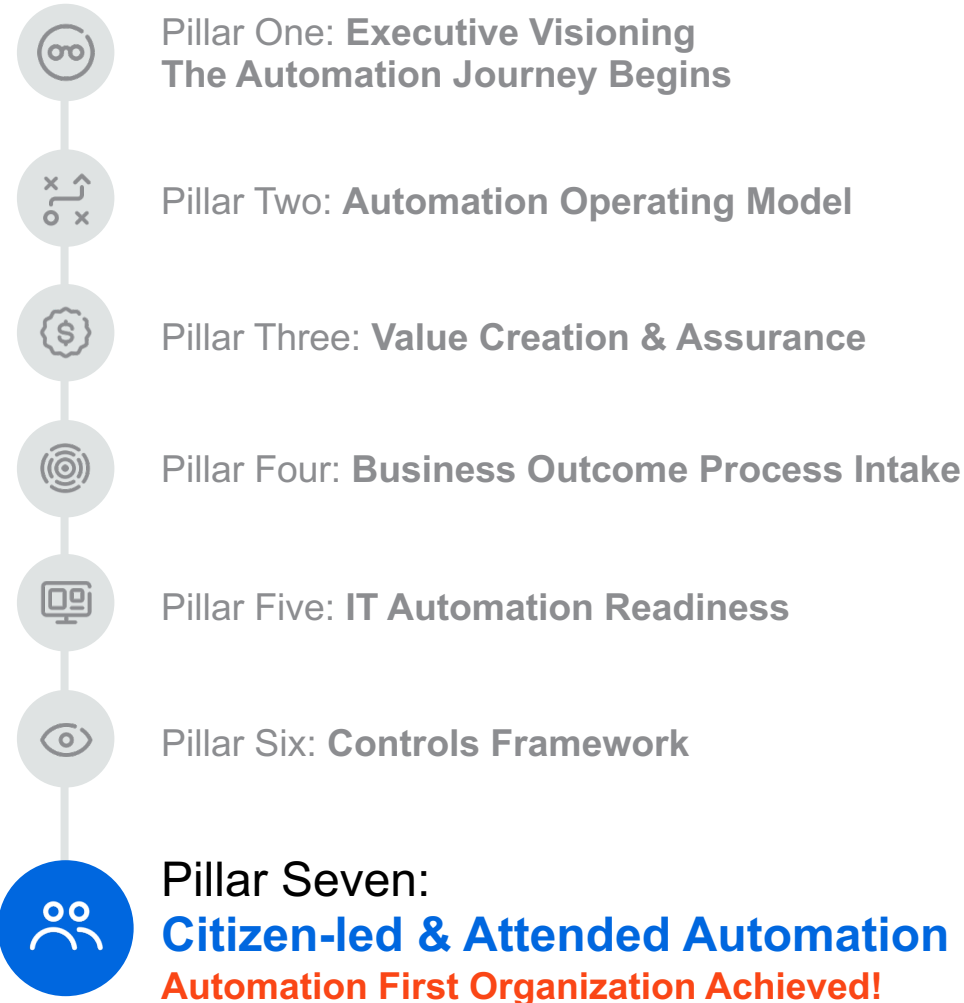 Pillar One: Executive Visioning
The Automation Journey Begins
Pillar Two: Automation Operating Model
Pillar Three: Value Creation & Assurance
Pillar Four: Business Outcome Process Intake
Pillar Five: IT Automation Readiness
Pillar Six: Controls Framework
Pillar Seven:
Citizen-led & Attended Automation
Automation First Organization Achieved!